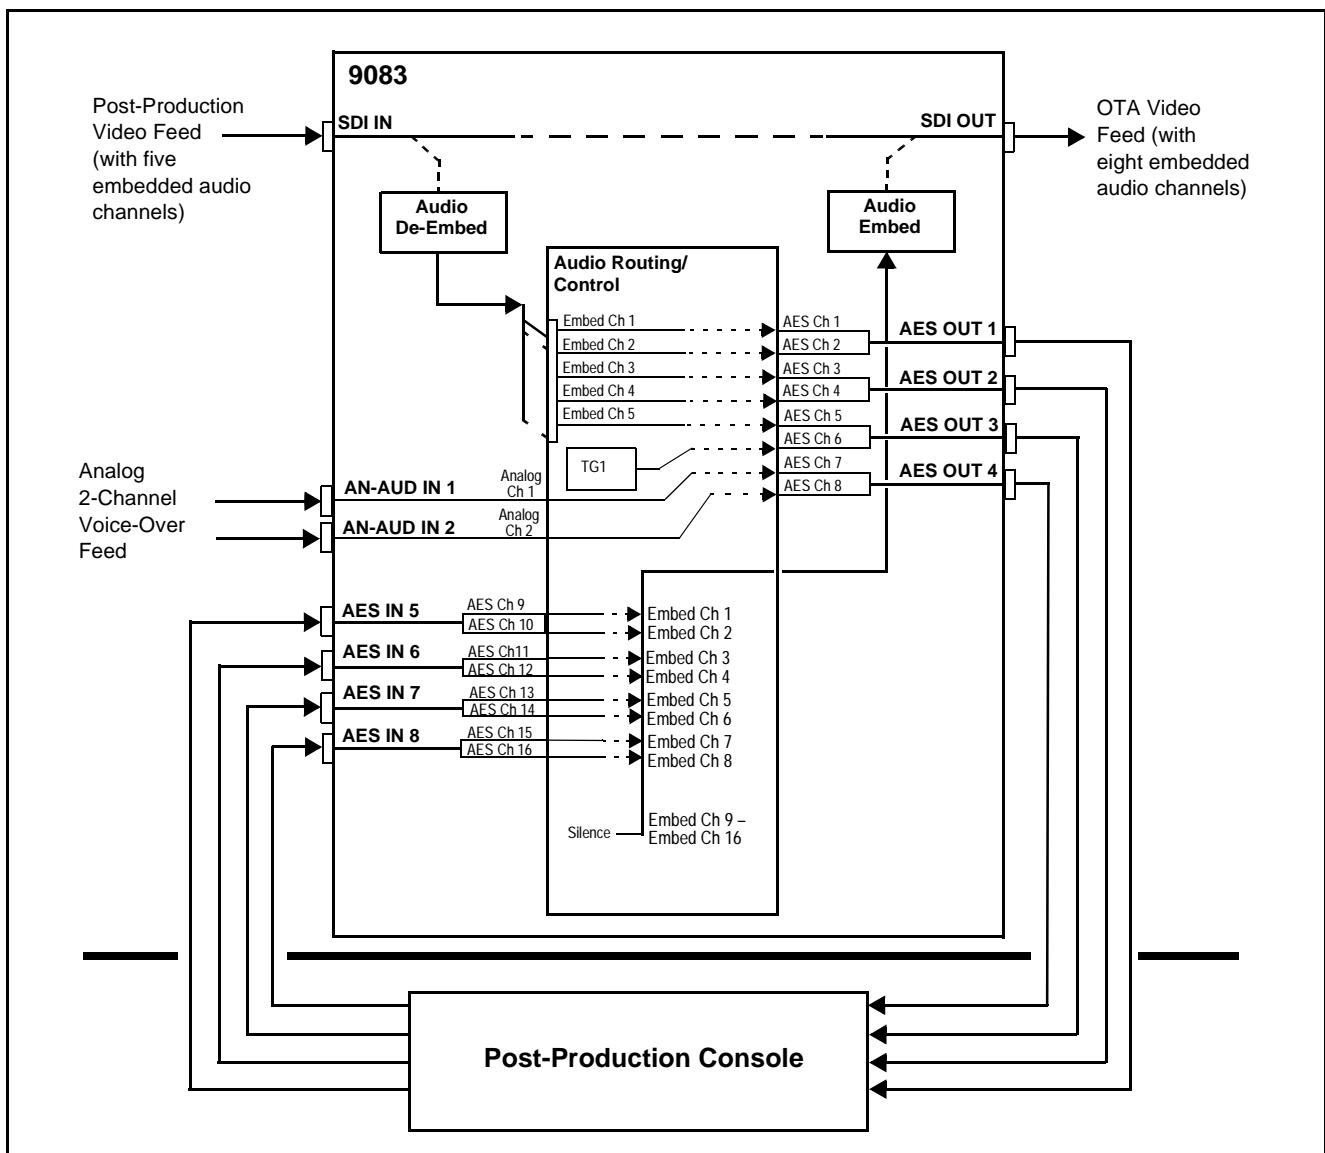 9083
Post-Production
Video Feed
(with five
embedded audio
channels)
SDI IN
SDI OUT
OTA Video
Feed (with
eight embedded
audio channels)
Audio
De-Embed
Audio
Embed
Audio Routing/
Control
Embed Ch 1
Embed Ch 2
Embed Ch 3
Embed Ch 4
Embed Ch 5
TG1
AES Ch 1
AES Ch 2
AES Ch 3
AES Ch 4
AES Ch 5
AES Ch 6
AES Ch 7
AES Ch 8
AES OUT 1
AES OUT 2
AES OUT 3
AES OUT 4
Analog
2-Channel
Voice-Over
Feed
AN-AUD IN 1
Analog
Ch 1
AN-AUD IN 2
Analog
Ch 2
AES IN 5
AES Ch 9
AES Ch 10
AES IN 6
AES Ch11
AES Ch 12
AES IN 7
AES Ch 13
AES Ch 14
AES IN 8
AES Ch 15
AES Ch 16
Embed Ch 1
Embed Ch 2
Embed Ch 3
Embed Ch 4
Embed Ch 5
Embed Ch 6
Embed Ch 7
Embed Ch 8
Silence
Embed Ch 9 –
Embed Ch 16
Post-Production Console